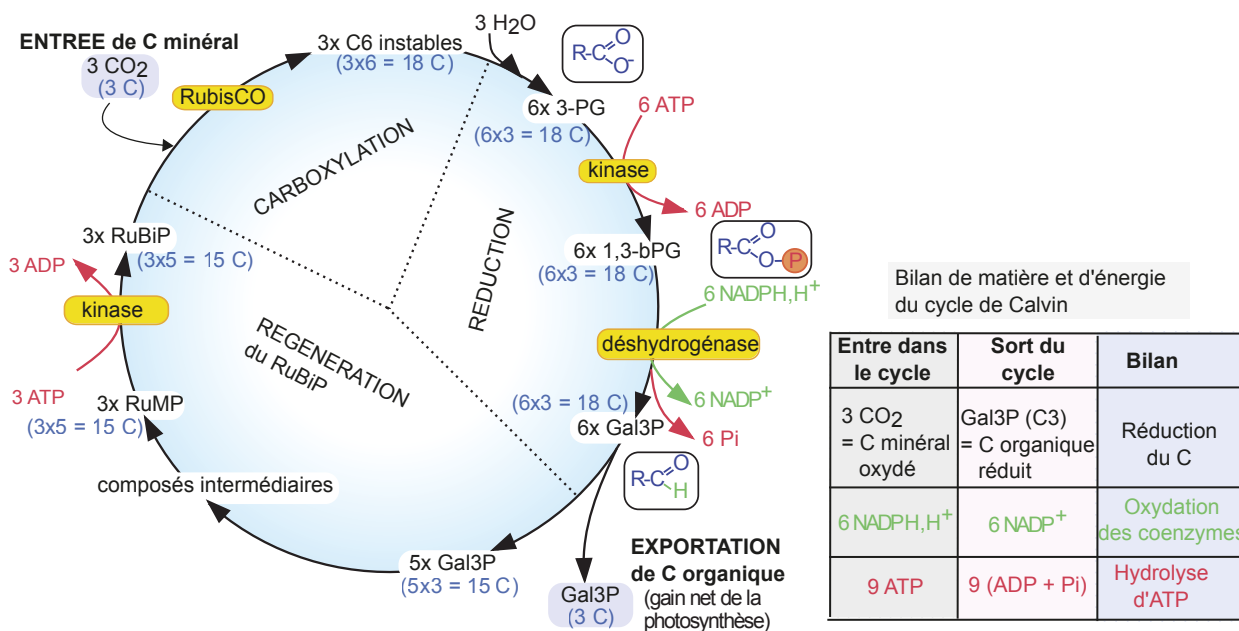 ENTREE de C minéral
3 CO2
(3 C)
RubisCO
3x C6 instables
(3x6 = 18 C)
3 H2O
R-C
O
O-
6x 3-PG
(6x3 = 18 C)
6 ATP
kinase
6 ADP
6x 1,3-bPG
(6x3 = 18 C)
R-C
O
O-P
6 NADPH,H+
déshydrogénase
6 NADP+
6 Pi
(6x3 = 18 C)
6x Gal3P
R-C
O
H
EXPORTATION
de C organique
(gain net de la
photosynthèse)
Gal3P
(3 C)
5x Gal3P
(5x3 = 15 C)
composés intermédiaires
3x RuMP
(3x5 = 15 C)
3 ATP
kinase
3 ADP
3x RuBiP
(3x5 = 15 C)
CARBOXYLATION
REDUCTION
REGENERATION
du RuBiP
Bilan de matière et d'énergie
du cycle de Calvin
Entre dans
le cycle
Sort du
cycle
Bilan
3 CO2
= C minéral
oxydé
Gal3P (C3)
= C organique
réduit
Réduction
du C
6 NADPH,H+
6 NADP+
Oxydation
des coenzymes
9 ATP
9 (ADP + Pi)
Hydrolyse
d'ATP